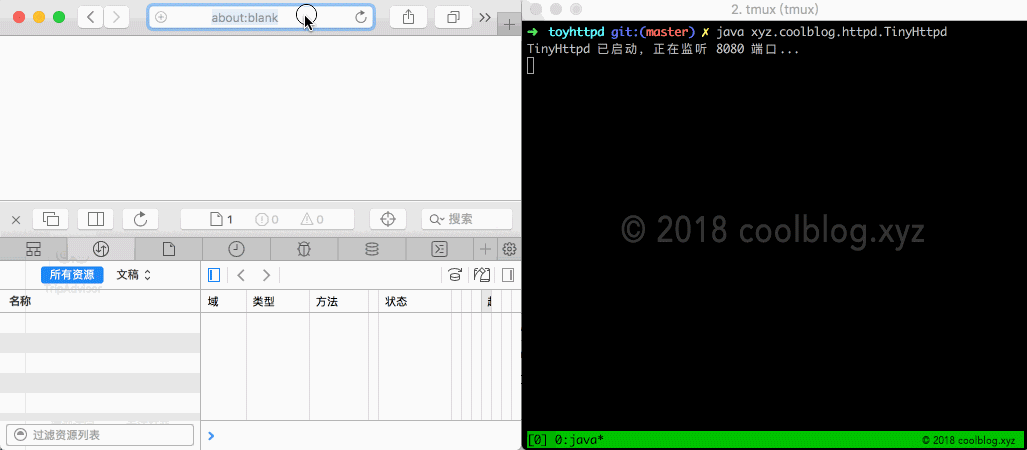 about:blank
1
0
0
搜索
所有资源
文稿
TripAdvisor
名称
域
类型
方法
状态
过滤资源列表
2. tmux (tmux)
➜ toyhttpd git:(master) ✗ java xyz.coolblog.httpd.TinyHttpd
TinyHttpd 已启动，正在监听 8080 端口...
© 2018 coolblog.xyz
[0] 0:java*
© 2018 coolblog.xyz